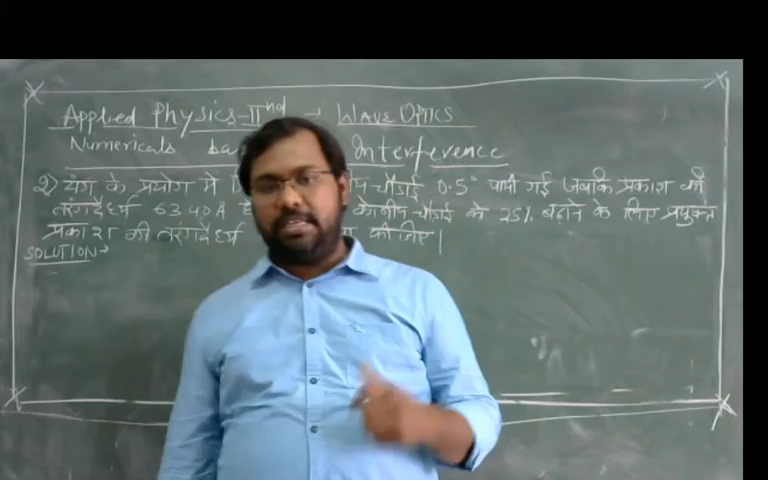 Applied Physics-IInd → Wave Optics
Numericals ba Interference
2) यंग के प्रयोग में चौड़ाई 0.5° पायी गई जबकि प्रकाश की
तरंगदैर्घ्य 6340A कोणीय चौड़ाई को 25% बढ़ाने के लिए प्रयुक्त
प्रकाश की तरंगदैर्घ्य कीजिए।
SOLUTION→